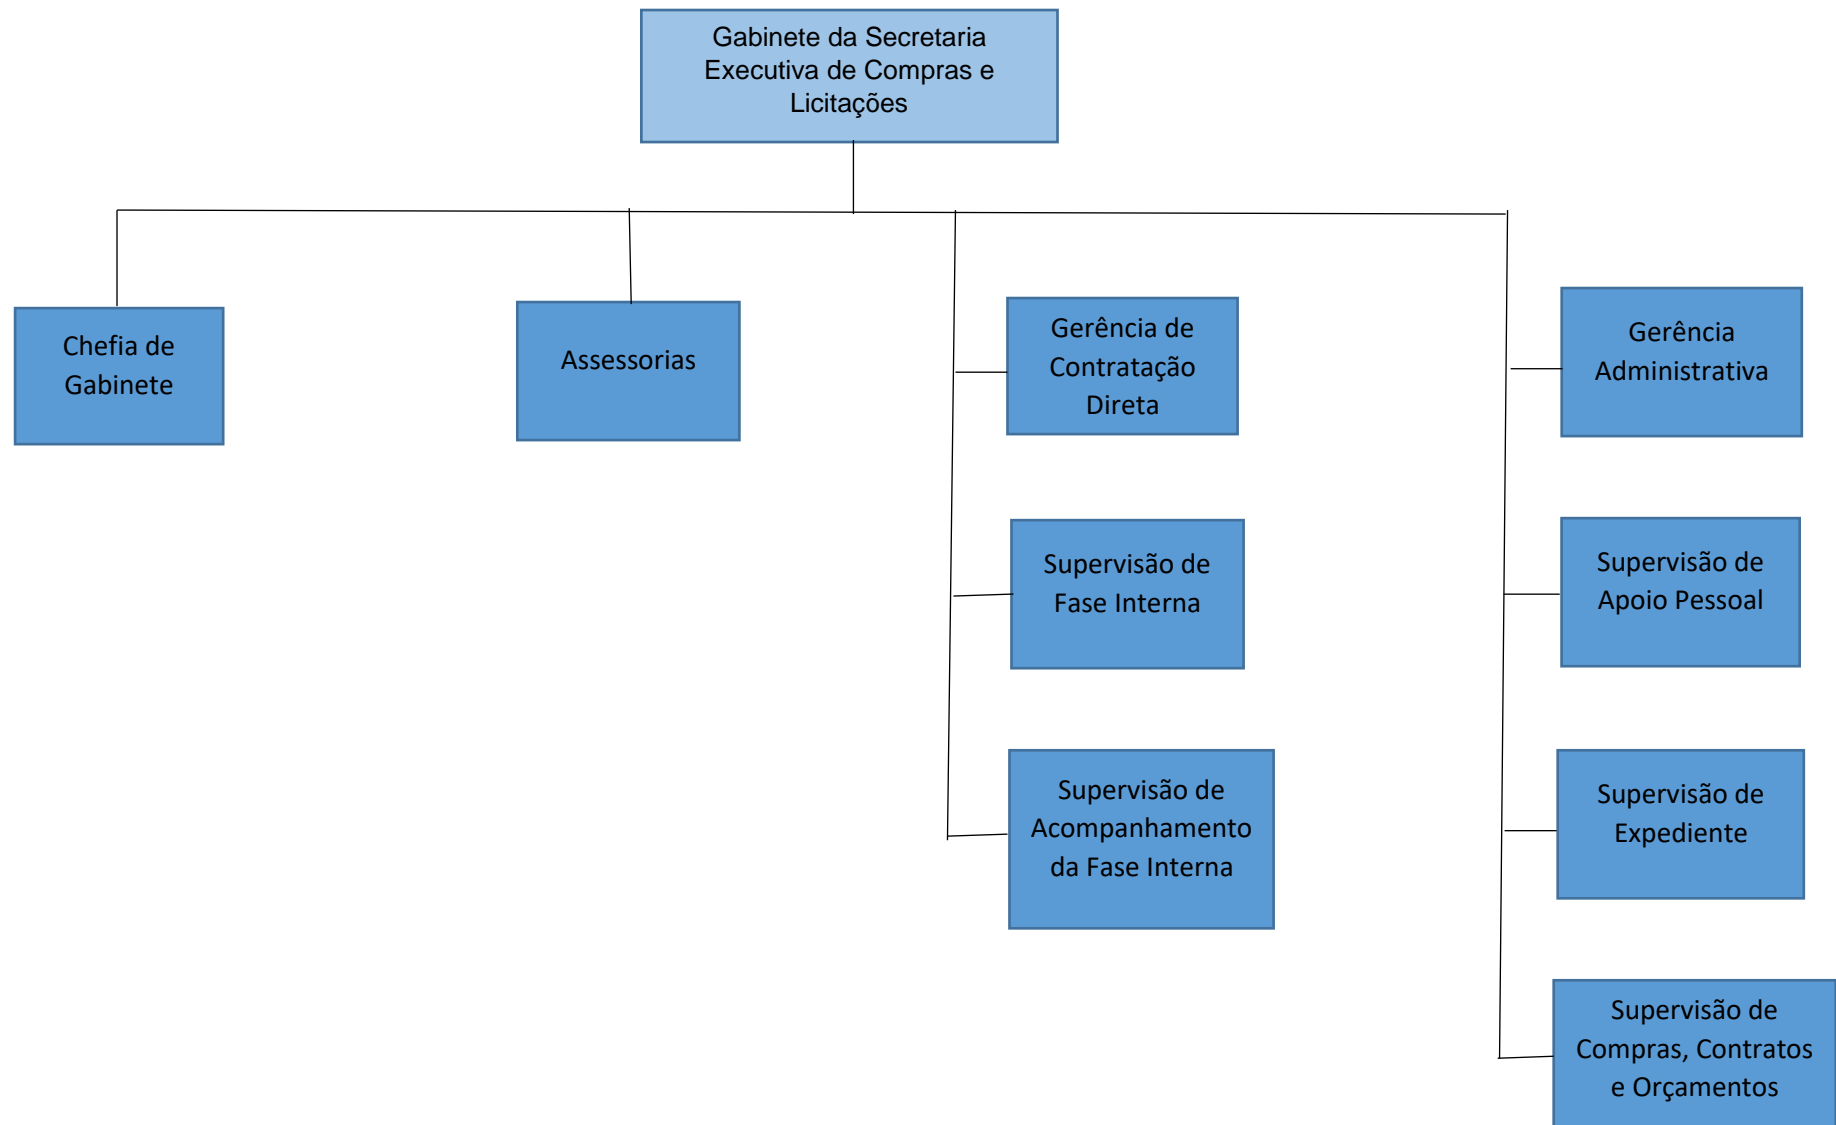 Gabinete da Secretaria
Executiva de Compras e
Licitações
Chefia de
Gabinete
Assessorias
Gerência de
Contratação
Direta
Gerência
Administrativa
Supervisão de
Fase Interna
Supervisão de
Apoio Pessoal
Supervisão de
Acompanhamento
da Fase Interna
Supervisão de
Expediente
Supervisão de
Compras, Contratos
e Orçamentos